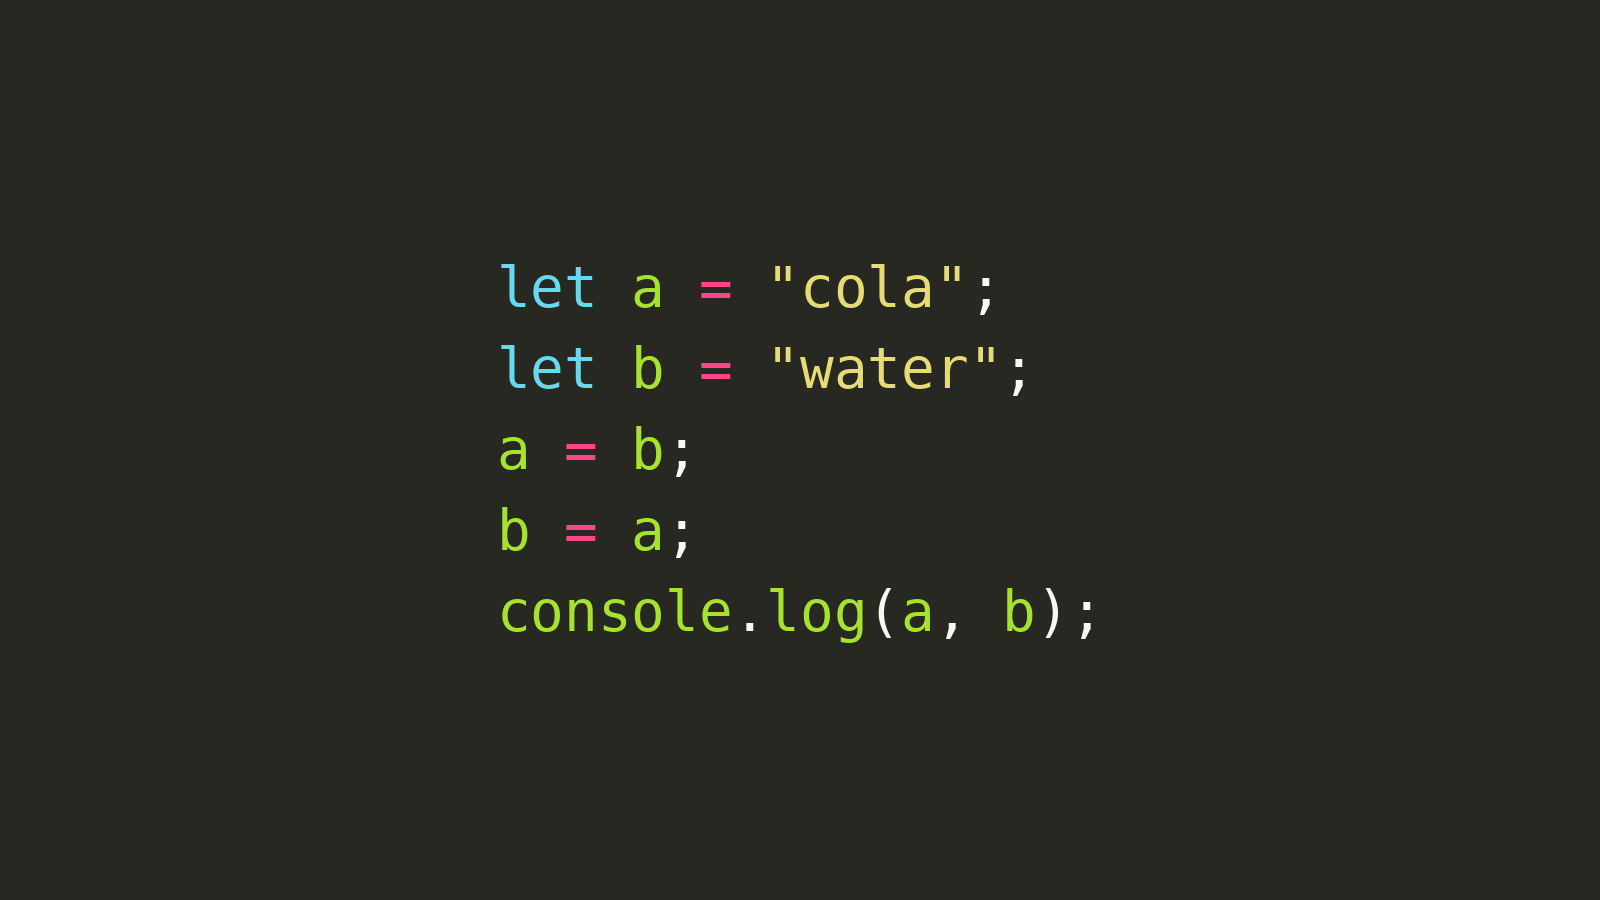 let a = "cola";
let b = "water";
a = b;
b = a;
console.log(a, b);